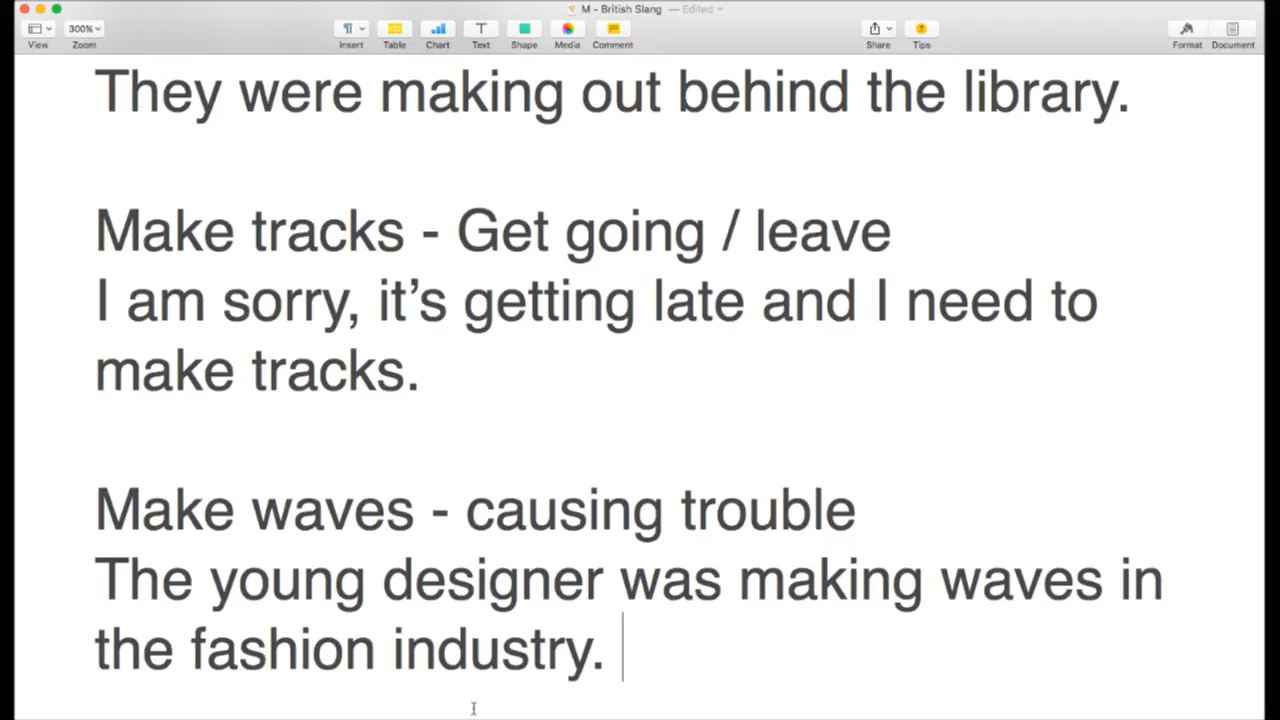 M - British Slang — Edited
300%
View Zoom Insert Table Chart Text Shape Media Comment Share Tips Format Document
They were making out behind the library.
Make tracks - Get going / leave
I am sorry, it’s getting late and I need to
make tracks.
Make waves - causing trouble
The young designer was making waves in
the fashion industry.